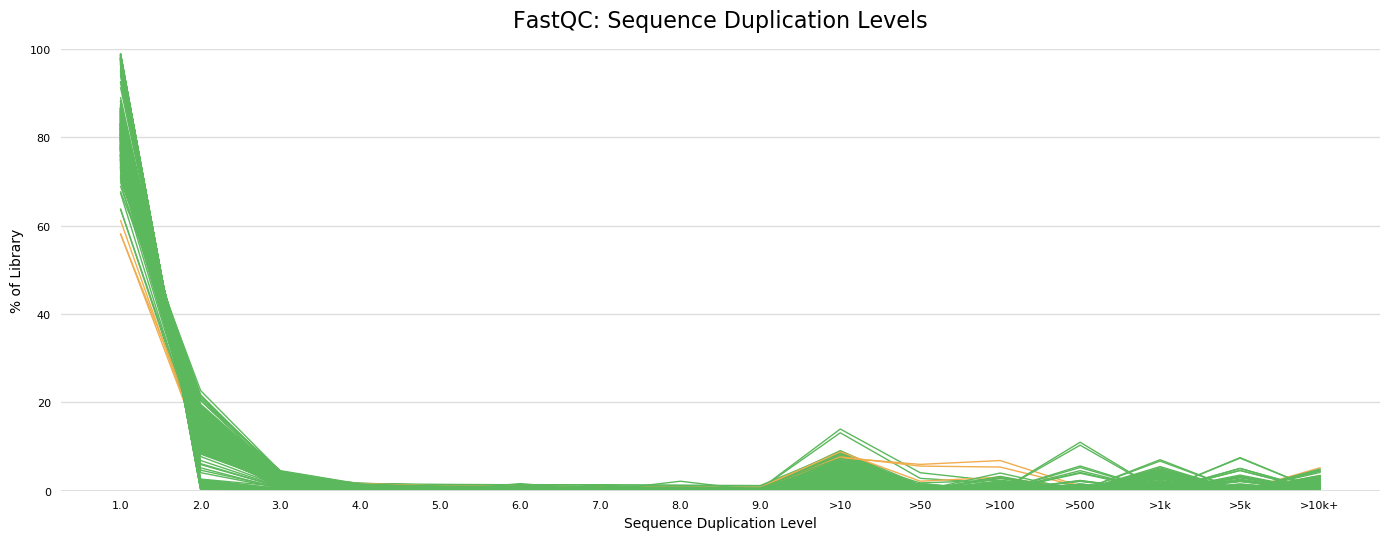 FastQC: Sequence Duplication Levels
% of Library
100
80
60
40
20
0
1.0 2.0 3.0 4.0 5.0 6.0 7.0 8.0 9.0 >10 >50 >100 >500 >1k >5k >10k+
Sequence Duplication Level